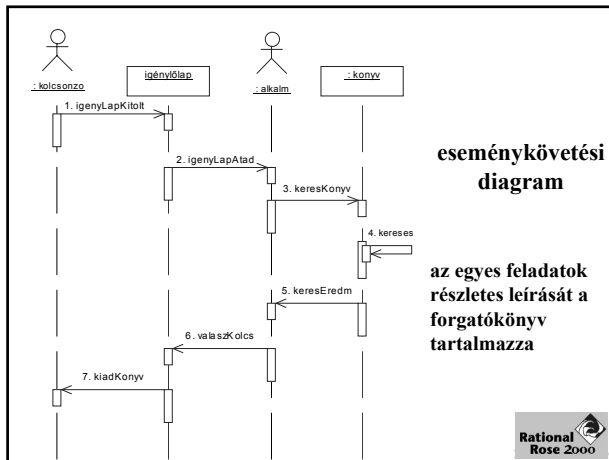 : kolcsonzo
igénylőlap
: alkalm
: konyv
1. igenyLapKitolt
2. igenyLapAtad
3. keresKonyv
4. kereses
5. keresEredm
6. valaszKolcs
7. kiadKonyv
eseménykövetési
diagram
az egyes feladatok
részletes leírását a
forgatókönyv
tartalmazza
Rational
Rose 2000